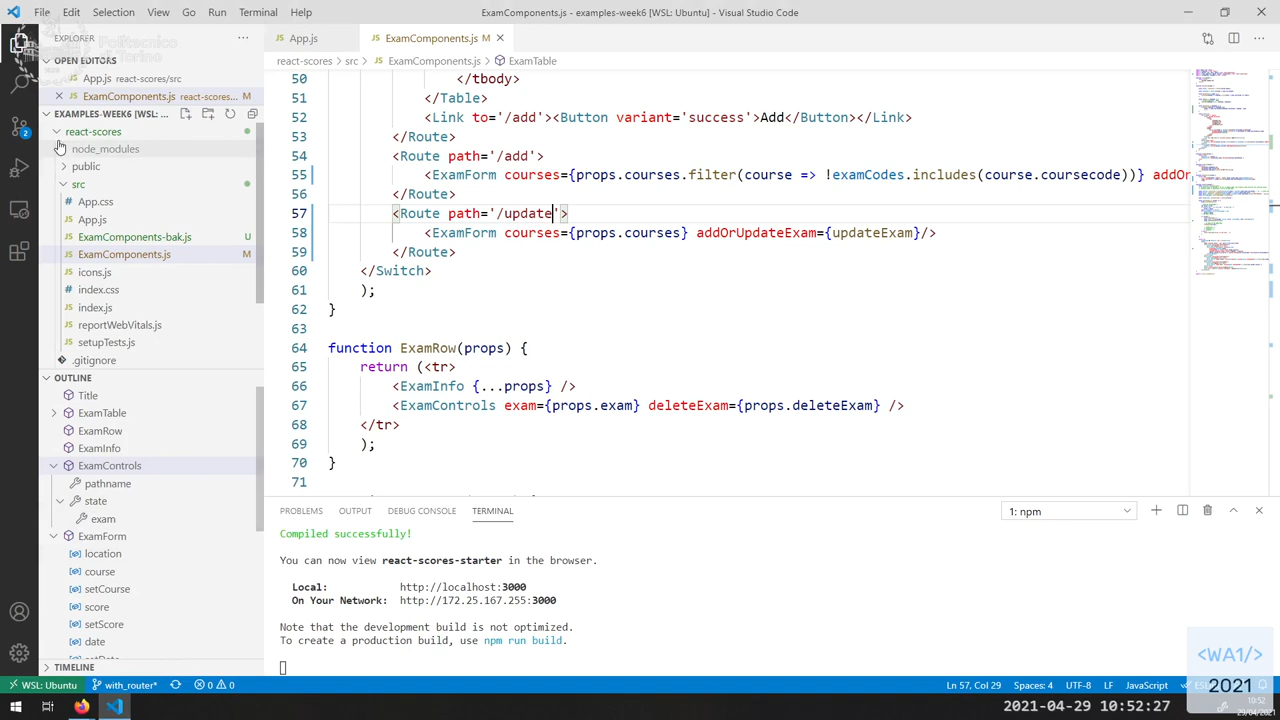 File Edit Selection View Go Run Terminal Help
ExamComponents.js - examples-week6 [WSL: Ubuntu] - Visual Studio Code
EXPLORER
Politecnico
OPEN EDITORS
App.js react-scores/src
ExamComponents.js react-scores... M
EXAMPLES-WEEK6 [WSL: ...
react-scores
node_modules
public
src
App.css
App.js
ExamComponents bak.js
ExamComponents.js M
icons.js
index.css
index.js
reportWebVitals.js
setupTests.js
.gitignore
OUTLINE
Title
ExamTable
ExamRow
ExamInfo
ExamControls
pathname
state
exam
ExamForm
location
course
setCourse
score
setScore
date
TIMELINE
2
App.js
ExamComponents.js M
react-scores > src > ExamComponents.js > ExamTable
50 </tbody>
51 </Table>
52 <Link to='/add'><Button variant='success'>Add</Button></Link>
53 </Route>
54 <Route path='/add'>
55 <ExamForm courses={props.courses.filter(course => !examCodes.includes(course.coursecode))} addOr
56 </Route>
57 <Route path='/update'>
58 <ExamForm courses={props.courses} addOrUpdateExam={updateExam}/>
59 </Route>
60 </Switch>
61 );
62 }
63
64 function ExamRow(props) {
65 return (<tr>
66 <ExamInfo {...props} />
67 <ExamControls exam={props.exam} deleteExam={props.deleteExam} />
68 </tr>
69 );
70 }
71
PROBLEMS OUTPUT DEBUG CONSOLE TERMINAL
1: npm
Compiled successfully!
You can now view react-scores-starter in the browser.
Local: http://localhost:3000
On Your Network: http://172.25.167.255:3000
Note that the development build is not optimized.
To create a production build, use npm run build.
<WA1/>
2021
WSL: Ubuntu with_router* 0 0
Ln 57, Col 29 Spaces: 4 UTF-8 LF JavaScript
10:52
29/04/2021
2021-04-29 10:52:27